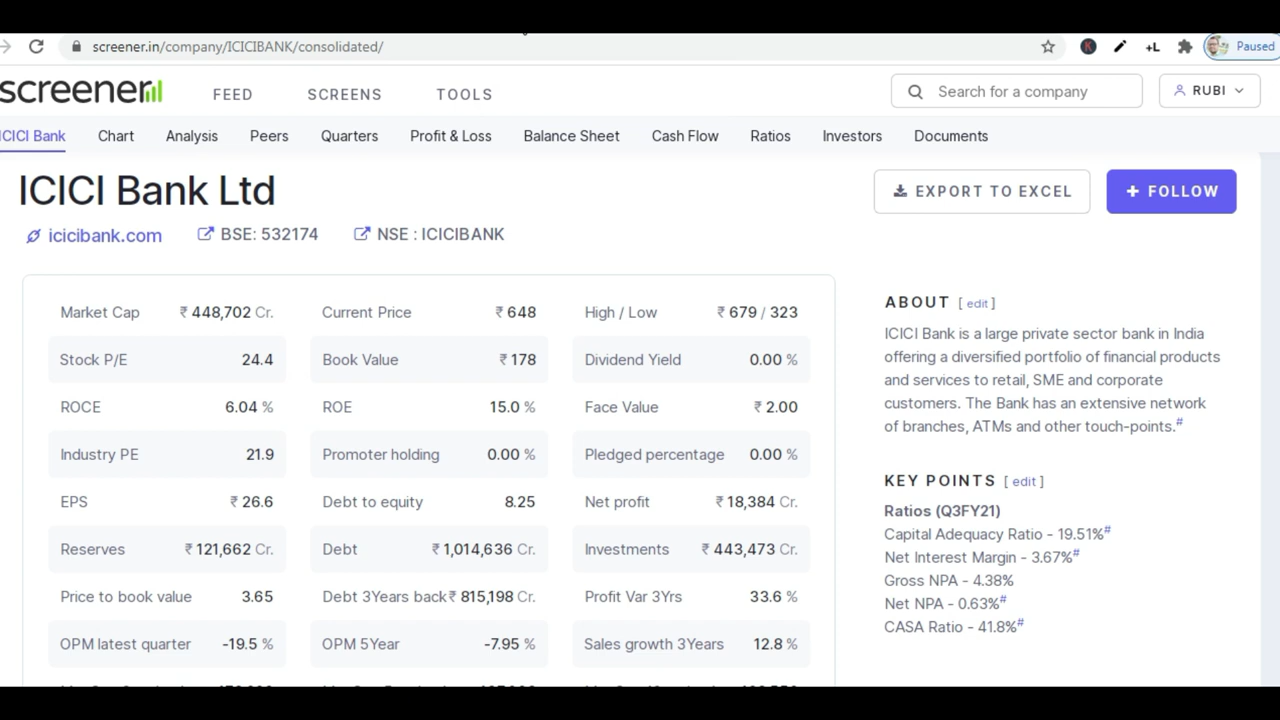 screener.in/company/ICICIBANK/consolidated/
K
+L
Paused
screener
FEED
SCREENS
TOOLS
Search for a company
RUBI
ICICI Bank
Chart
Analysis
Peers
Quarters
Profit & Loss
Balance Sheet
Cash Flow
Ratios
Investors
Documents
ICICI Bank Ltd
EXPORT TO EXCEL
+ FOLLOW
icicibank.com
BSE: 532174
NSE : ICICIBANK
Market Cap ₹ 448,702 Cr.
Current Price ₹ 648
High / Low ₹ 679 / 323
Stock P/E 24.4
Book Value ₹ 178
Dividend Yield 0.00 %
ROCE 6.04 %
ROE 15.0 %
Face Value ₹ 2.00
Industry PE 21.9
Promoter holding 0.00 %
Pledged percentage 0.00 %
EPS ₹ 26.6
Debt to equity 8.25
Net profit ₹ 18,384 Cr.
Reserves ₹ 121,662 Cr.
Debt ₹ 1,014,636 Cr.
Investments ₹ 443,473 Cr.
Price to book value 3.65
Debt 3Years back ₹ 815,198 Cr.
Profit Var 3Yrs 33.6 %
OPM latest quarter -19.5 %
OPM 5Year -7.95 %
Sales growth 3Years 12.8 %
ABOUT [ edit ]
ICICI Bank is a large private sector bank in India
offering a diversified portfolio of financial products
and services to retail, SME and corporate
customers. The Bank has an extensive network
of branches, ATMs and other touch-points.#
KEY POINTS [ edit ]
Ratios (Q3FY21)
Capital Adequacy Ratio - 19.51%#
Net Interest Margin - 3.67%#
Gross NPA - 4.38%
Net NPA - 0.63%#
CASA Ratio - 41.8%#